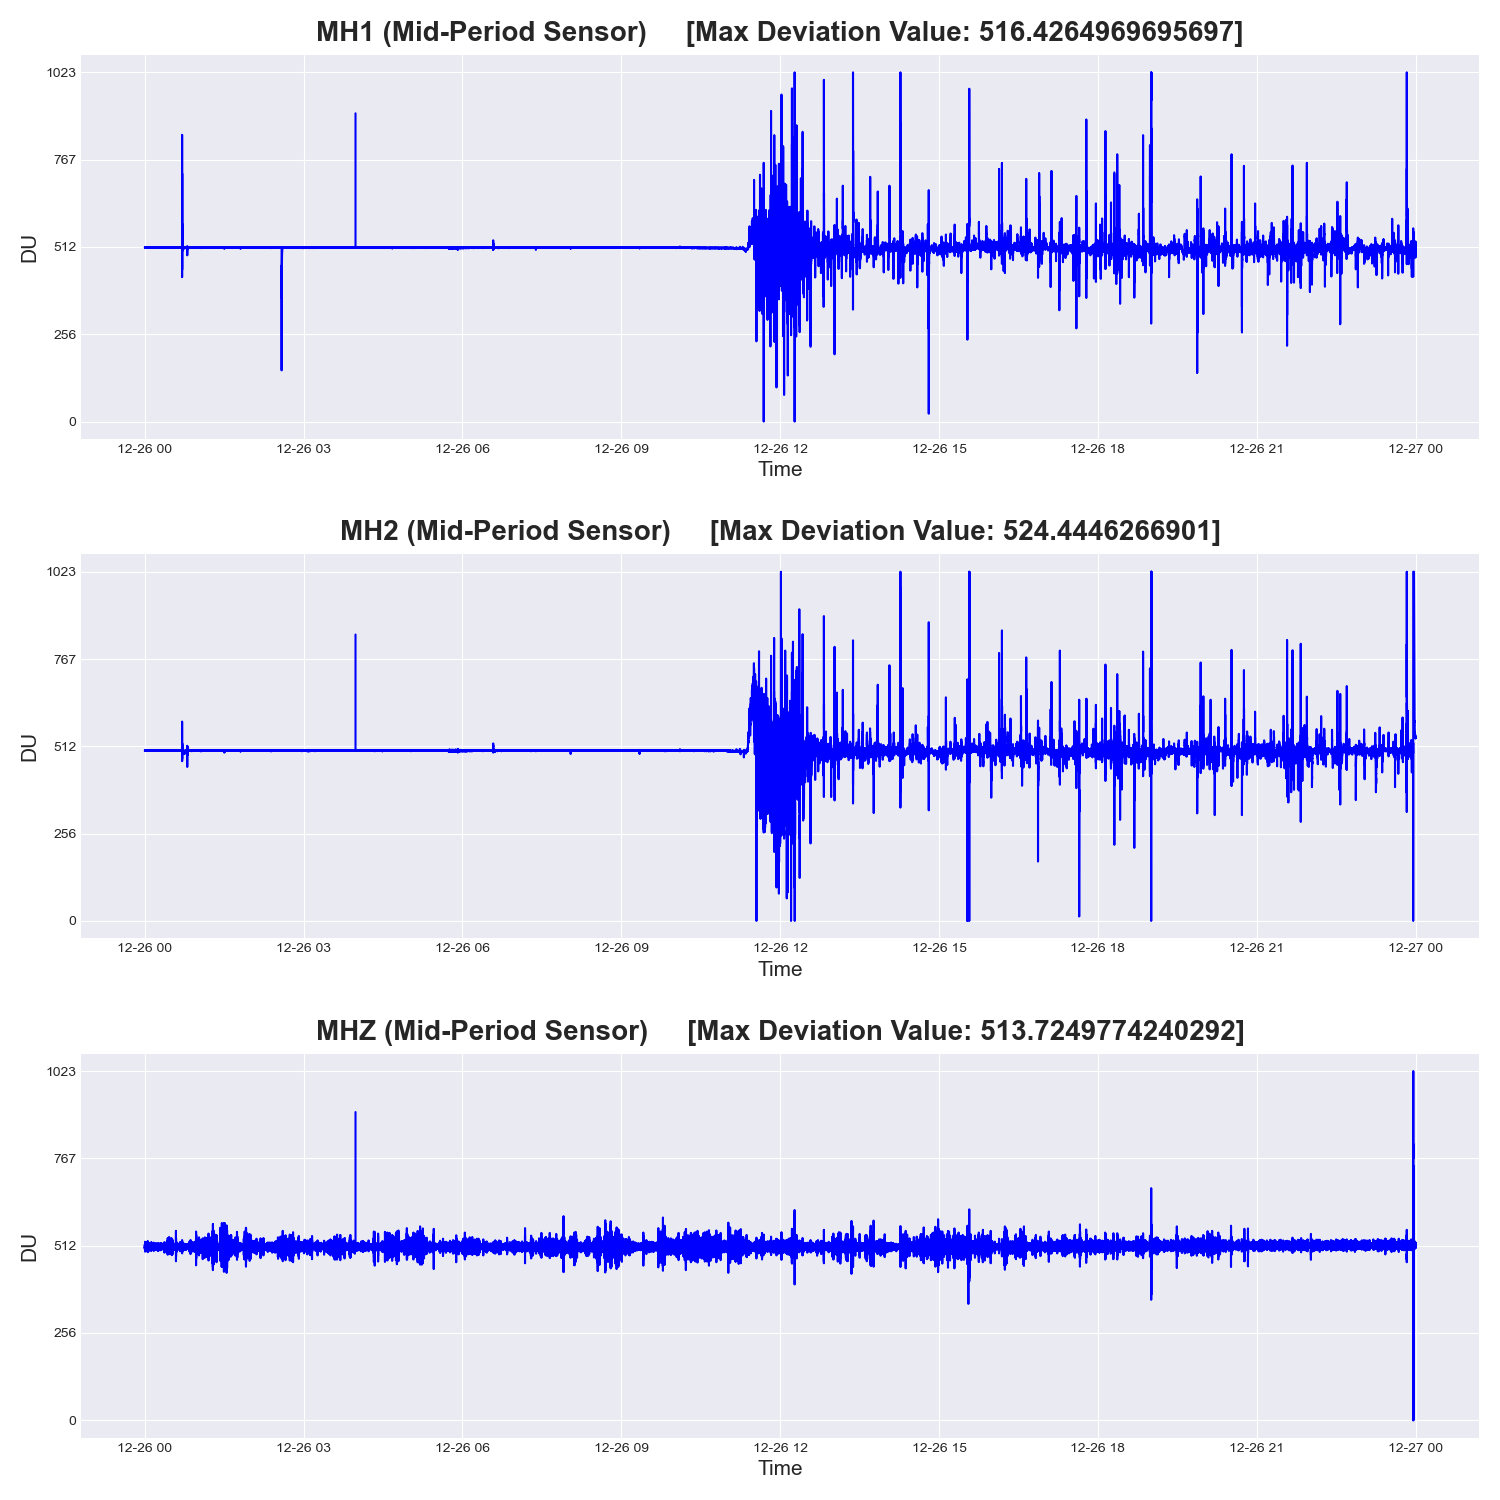 MH1 (Mid-Period Sensor) [Max Deviation Value: 516.4264969695697]
1023
767
512
256
0
DU
12-26 00 12-26 03 12-26 06 12-26 09 12-26 12 12-26 15 12-26 18 12-26 21 12-27 00
Time
MH2 (Mid-Period Sensor) [Max Deviation Value: 524.4446266901]
1023
767
512
256
0
DU
12-26 00 12-26 03 12-26 06 12-26 09 12-26 12 12-26 15 12-26 18 12-26 21 12-27 00
Time
MHZ (Mid-Period Sensor) [Max Deviation Value: 513.7249774240292]
1023
767
512
256
0
DU
12-26 00 12-26 03 12-26 06 12-26 09 12-26 12 12-26 15 12-26 18 12-26 21 12-27 00
Time